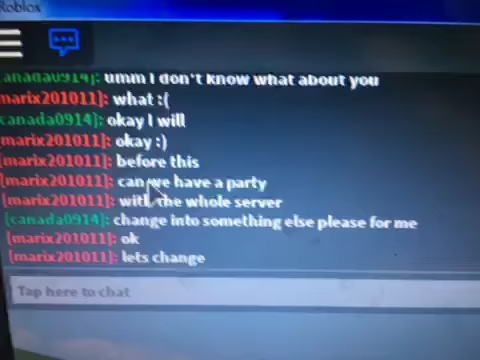 Roblox
canada0914]: umm I don't know what about you
marix201011]: what :(
canada0914]: okay I will
marix201011]: okay :)
marix201011]: before this
[marix201011]: can we have a party
[marix201011]: with the whole server
[canada0914]: change into something else please for me
[marix201011]: ok
[marix201011]: lets change
Tap here to chat